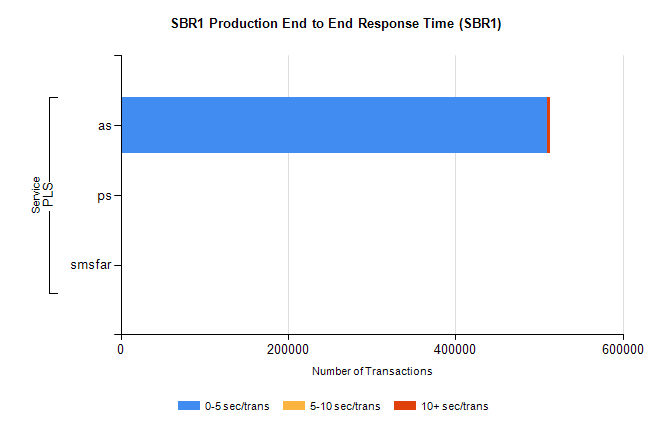 SBR1 Production End to End Response Time (SBR1)
as
ps
smsfar
Service
PLS
0
200000
400000
600000
Number of Transactions
0-5 sec/trans
5-10 sec/trans
10+ sec/trans